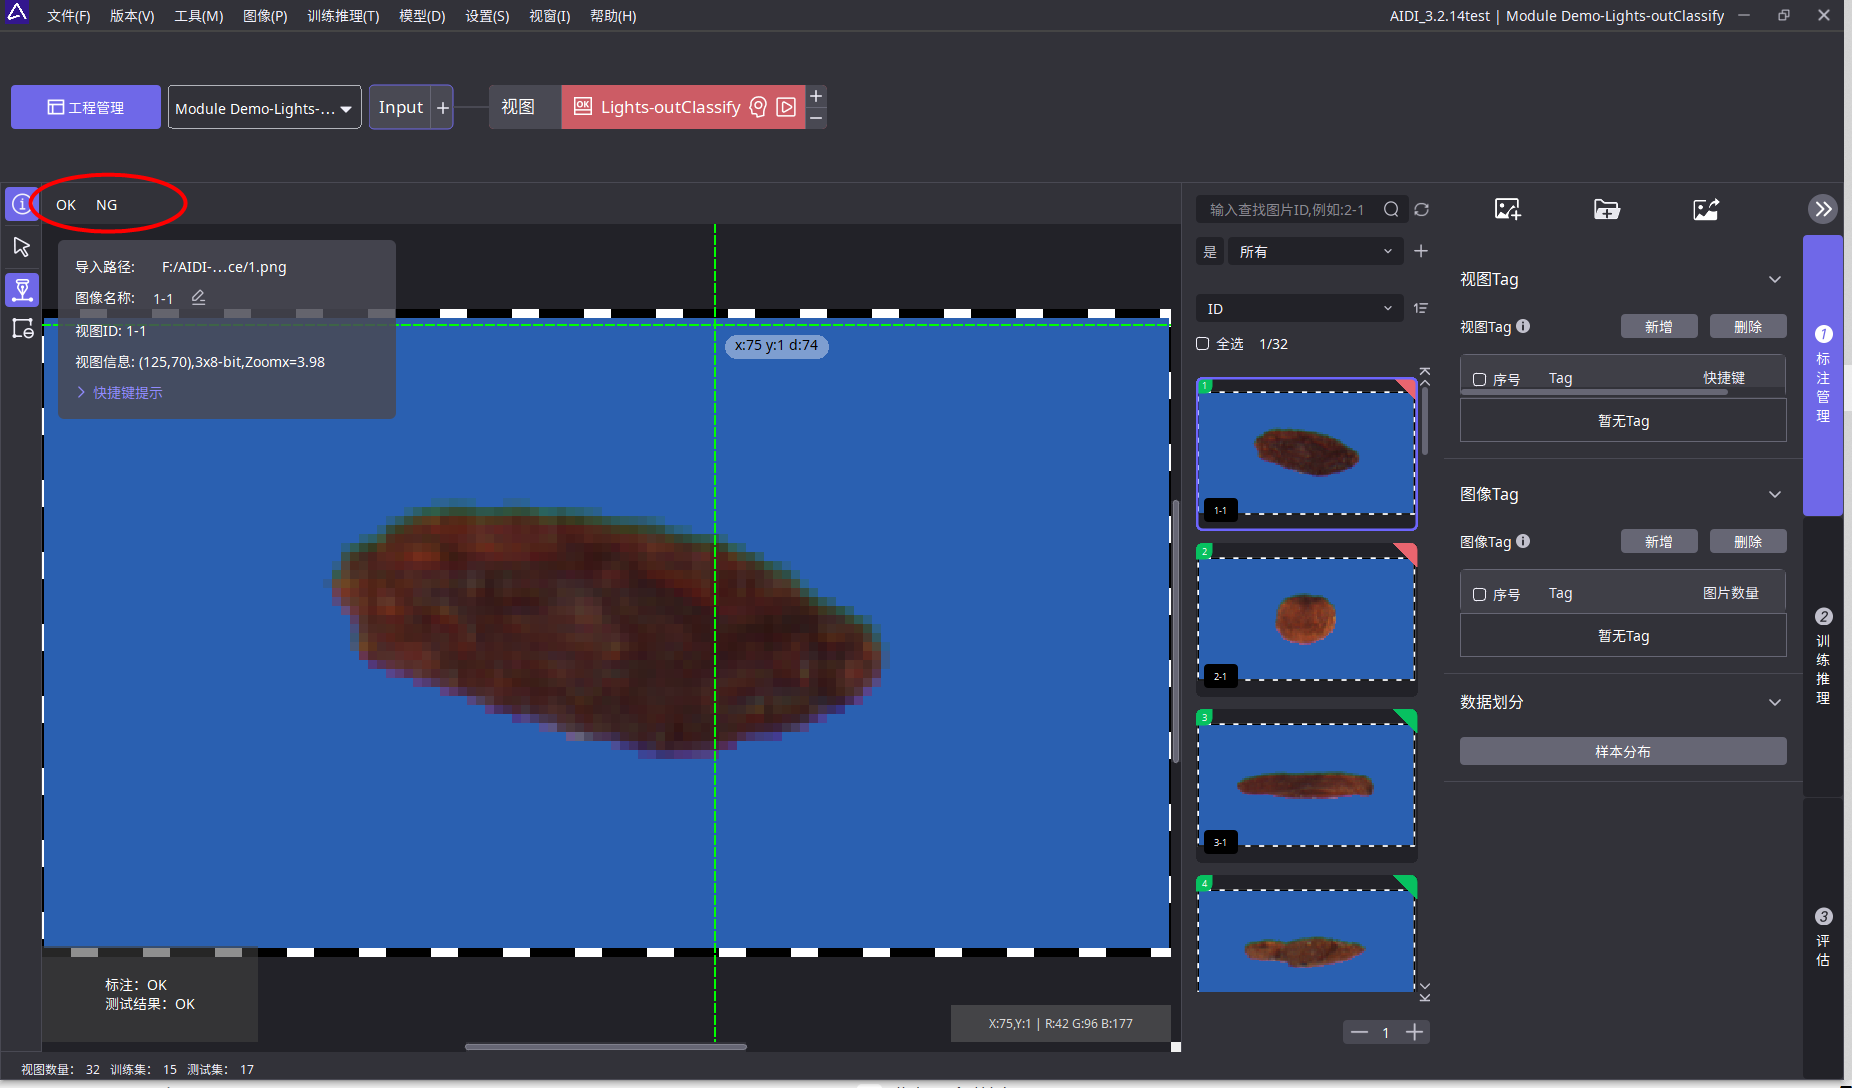 文件(F) 版本(V) 工具(M) 图像(P) 训练推理(T) 模型(D) 设置(S) 视窗(I) 帮助(H) AIDI_3.2.14test | Module Demo-Lights-outClassify
工程管理 Module Demo-Lights-... Input + 视图 OK Lights-outClassify
OK NG
导入路径: F:/AIDI-...ce/1.png
图像名称: 1-1
视图ID: 1-1
视图信息: (125,70),3x8-bit,Zoomx=3.98
快捷键提示
x:75 y:1 d:74
标注: OK
测试结果: OK
X:75,Y:1 | R:42 G:96 B:177
视图数量: 32 训练集: 15 测试集: 17
输入查找图片ID,例如:2-1
是 所有
ID
全选 1/32
1
1-1
2
2-1
3
3-1
4
1
视图Tag
视图Tag 新增 删除
序号 Tag 快捷键
暂无Tag
图像Tag
图像Tag 新增 删除
序号 Tag 图片数量
暂无Tag
数据划分
样本分布
1 标注管理
2 训练推理
3 评估